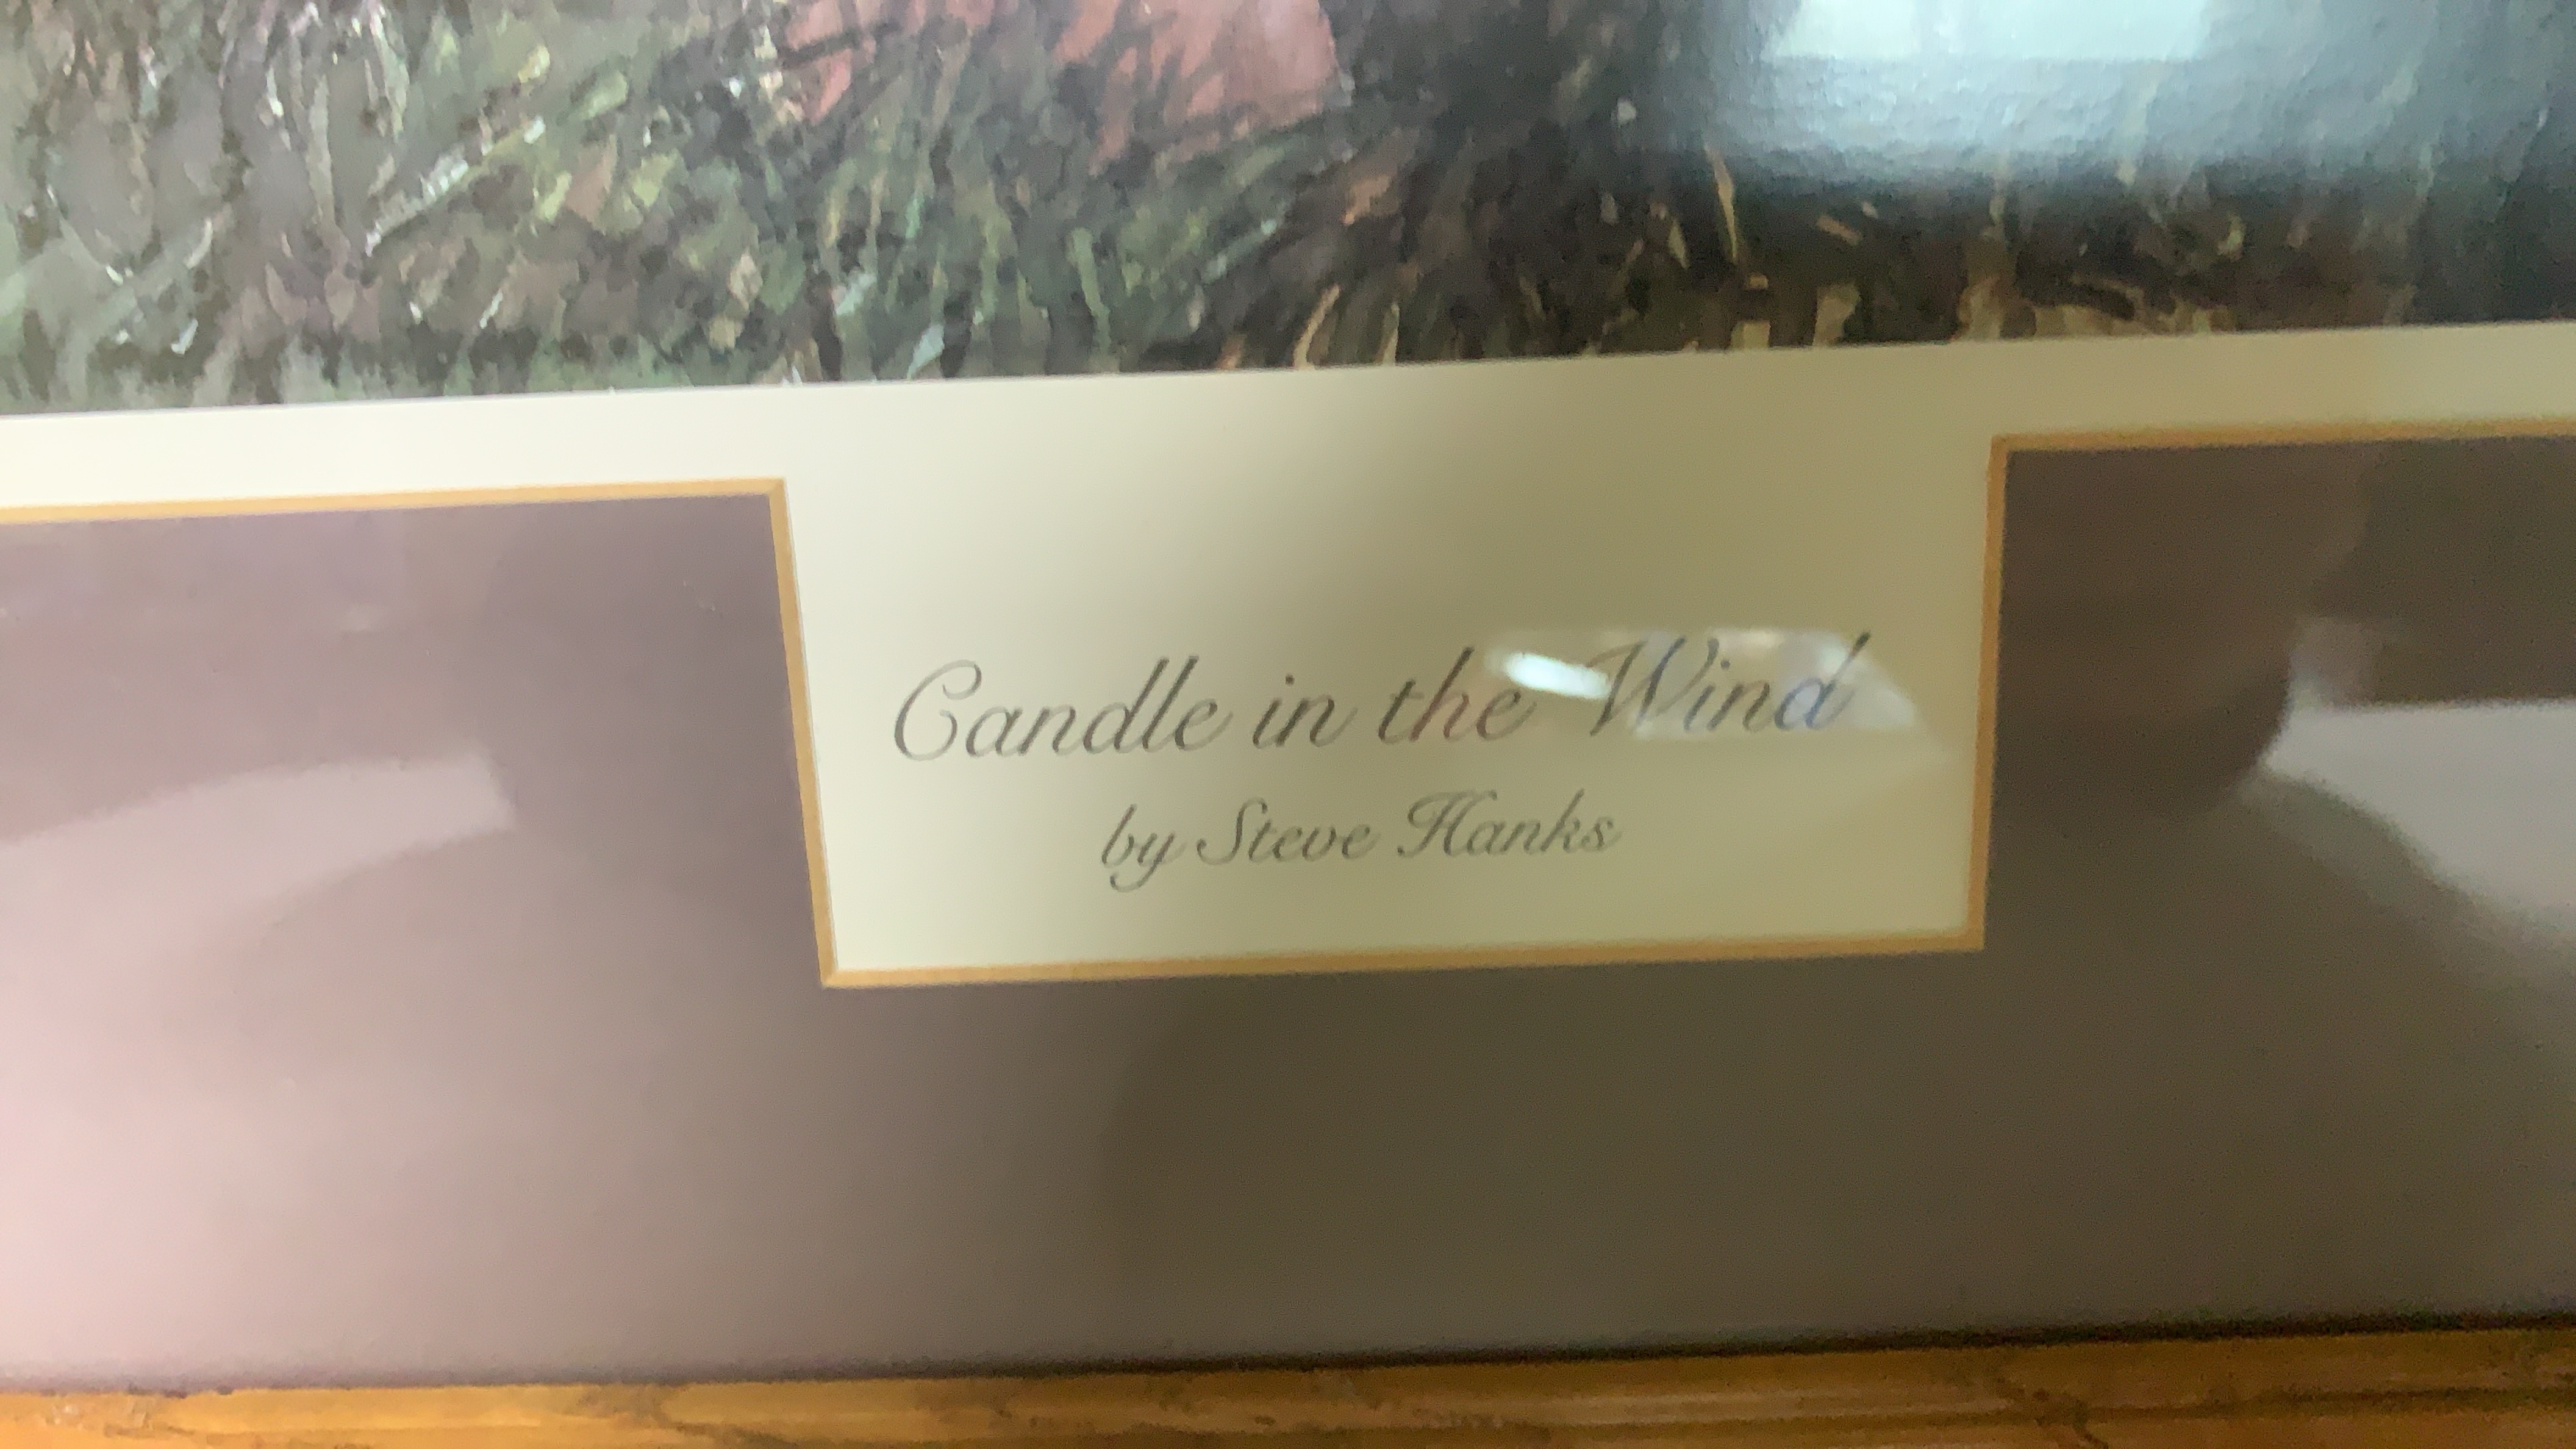 Candle in the Wind
by Steve Hanks